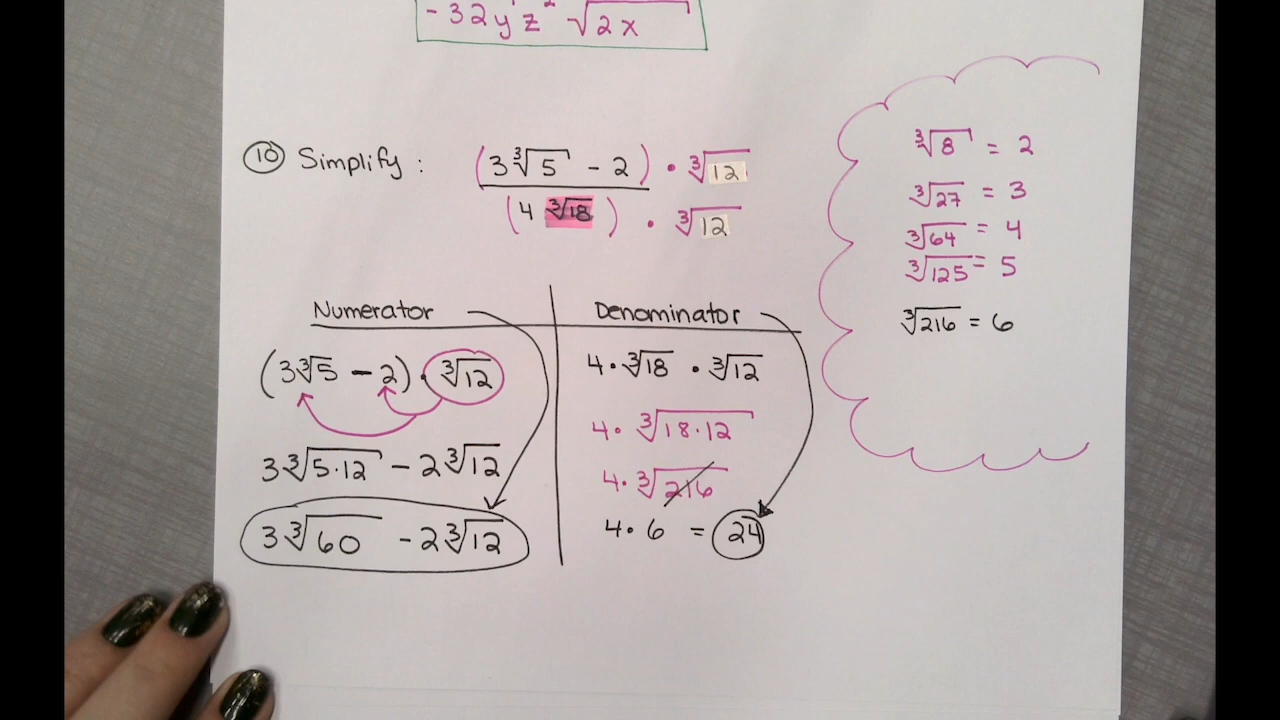 - 32y z² √2x
⑩ Simplify : (3∛5 - 2) · ∛12
(4 ∛18) · ∛12
∛8 = 2
∛27 = 3
∛64 = 4
∛125 = 5
∛216 = 6
Numerator
(3∛5 - 2) · ∛12
3∛5·12 - 2∛12
3∛60 - 2∛12
Denominator
4 · ∛18 · ∛12
4 · ∛18·12
4 · ∛216
4 · 6 = 24